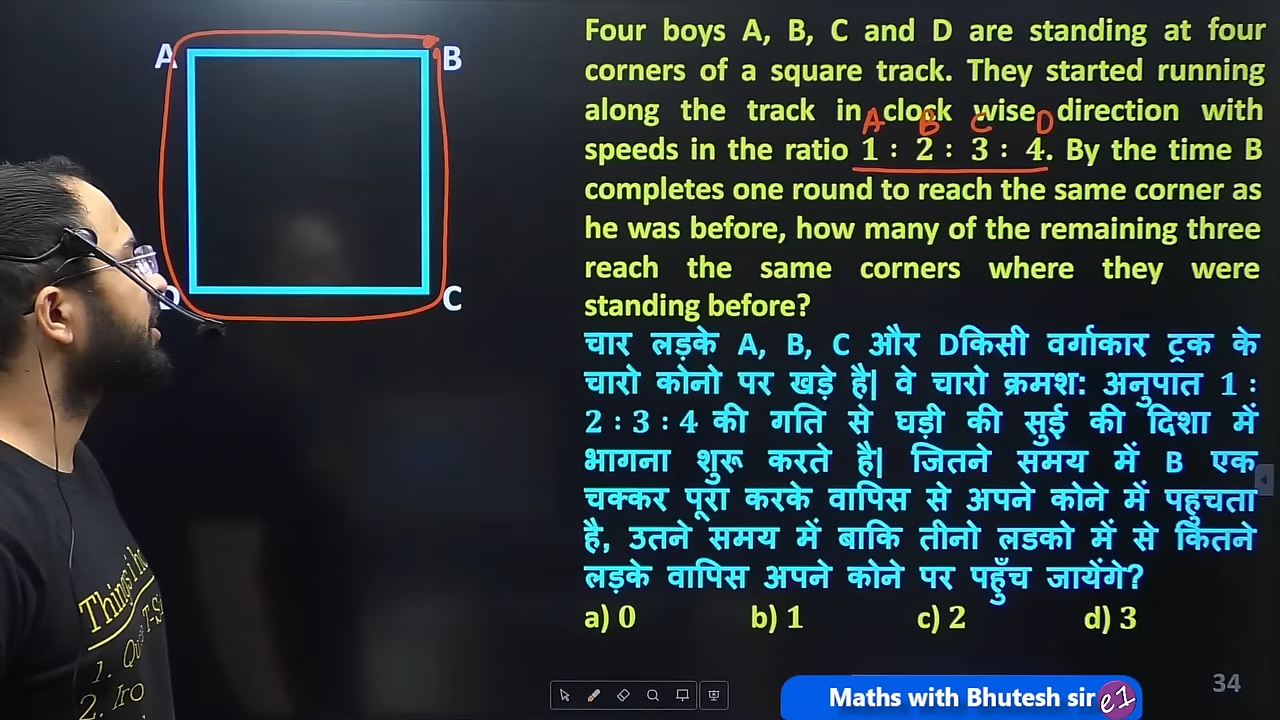 A
B
D
C
Four boys A, B, C and D are standing at four
corners of a square track. They started running
along the track in clock wise direction with
A B C D
speeds in the ratio 1 : 2 : 3 : 4. By the time B
completes one round to reach the same corner as
he was before, how many of the remaining three
reach the same corners where they were
standing before?
चार लड़के A, B, C और Dकिसी वर्गाकार ट्रक के
चारो कोनो पर खड़े है| वे चारो क्रमश: अनुपात 1 :
2 : 3 : 4 की गति से घड़ी की सुई की दिशा में
भागना शुरू करते है| जितने समय में B एक
चक्कर पूरा करके वापिस से अपने कोने में पहुचता
है, उतने समय में बाकि तीनो लडको में से कितने
लड़के वापिस अपने कोने पर पहुँच जायेंगे?
a) 0 b) 1 c) 2 d) 3
Things i
1.
2. Iro
Maths with Bhutesh sir e1
34